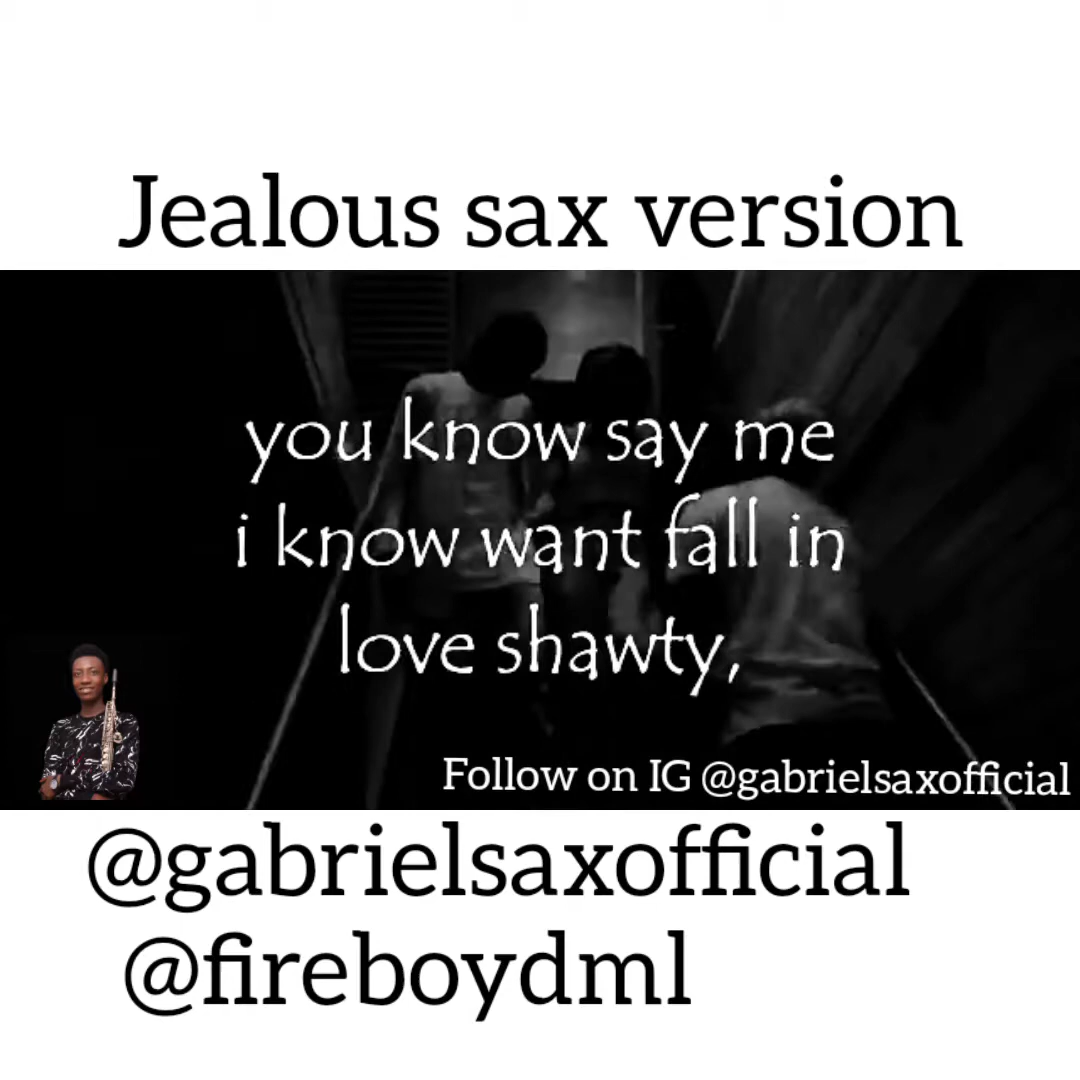 Jealous sax version
you know say me
i know want fall in
love shawty,
Follow on IG @gabrielsaxofficial
@gabrielsaxofficial
@fireboydml